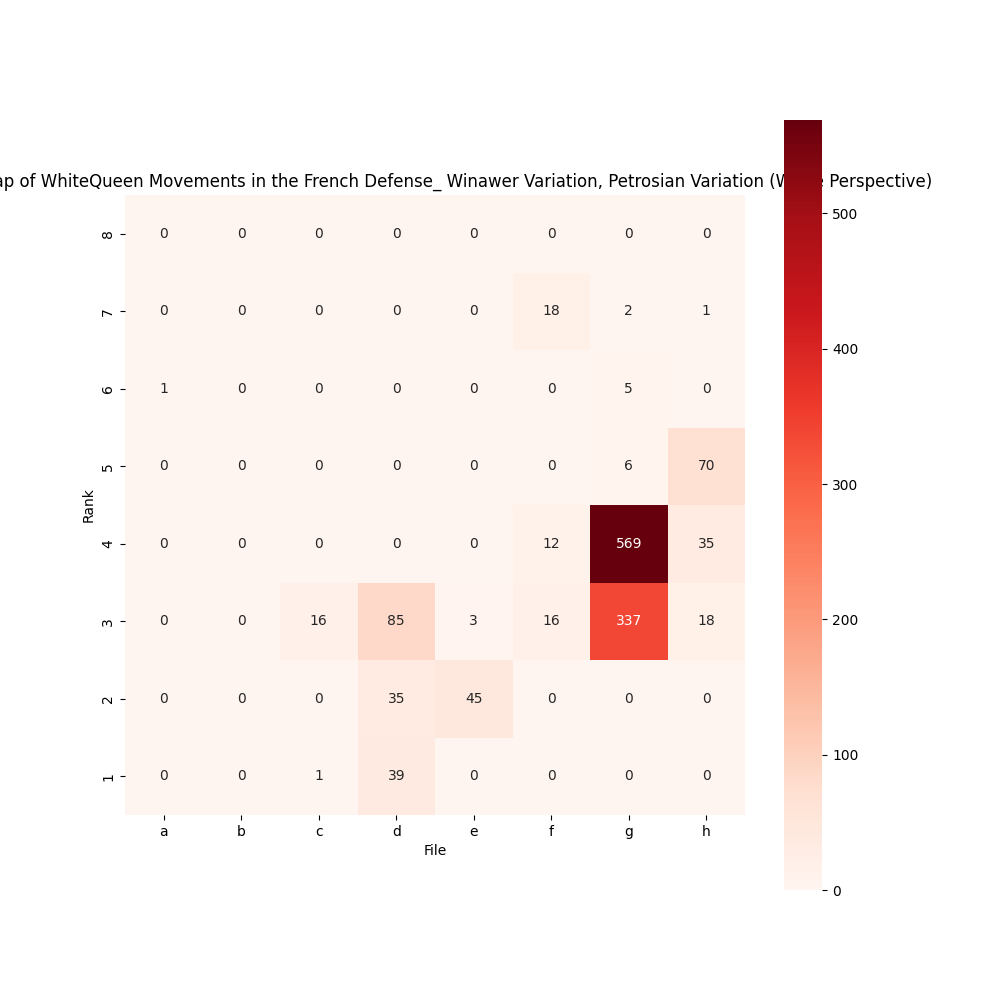 ap of WhiteQueen Movements in the French Defense_ Winawer Variation, Petrosian Variation (W Perspective)
500
8 0 0 0 0 0 0 0 0
7 0 0 0 0 0 18 2 1
400
6 1 0 0 0 0 0 5 0
5 0 0 0 0 0 0 6 70
300
Rank
4 0 0 0 0 0 12 569 35
200
3 0 0 16 85 3 16 337 18
2 0 0 0 35 45 0 0 0
100
1 0 0 1 39 0 0 0 0
a b c d e f g h
File
0